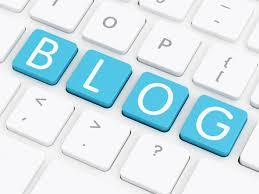 O P { [
BLOG
< , > . ?